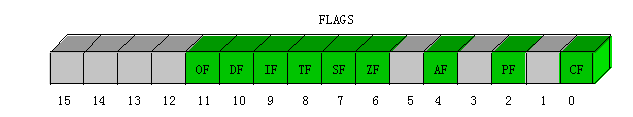 FLAGS
OF DF IF TF SF ZF AF PF CF
15 14 13 12 11 10 9 8 7 6 5 4 3 2 1 0